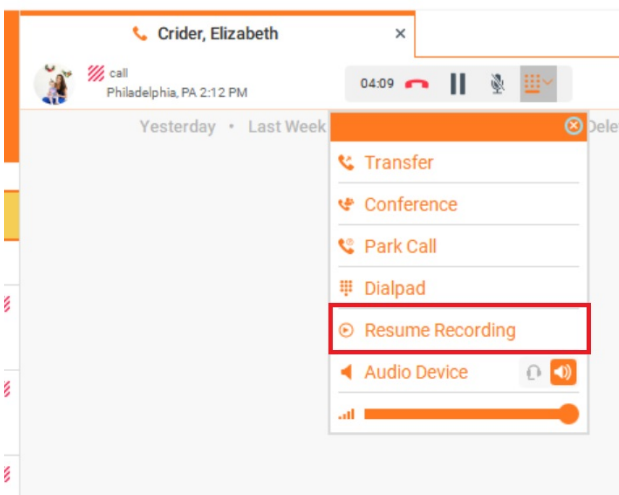 Crider, Elizabeth
call
Philadelphia, PA 2:12 PM
04:09
Yesterday • Last Week
Dele
Transfer
Conference
Park Call
Dialpad
Resume Recording
Audio Device